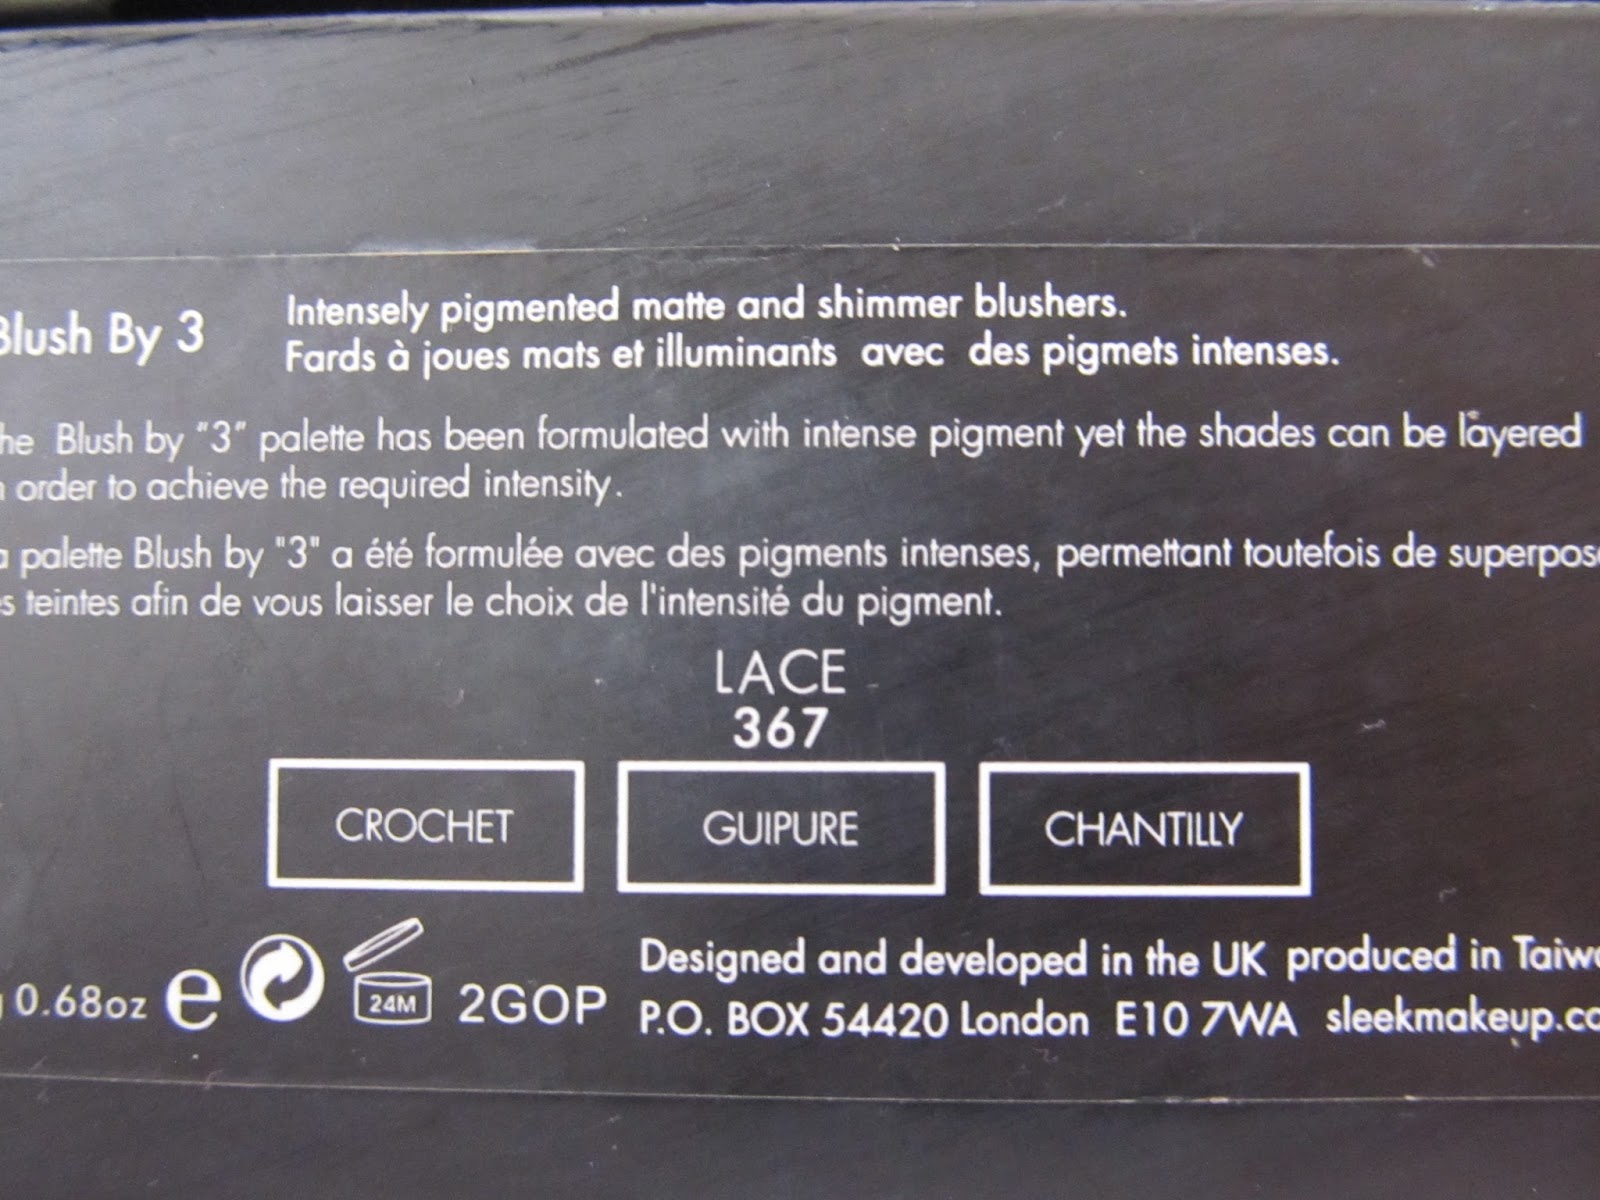 Blush By 3
Intensely pigmented matte and shimmer blushers.
Fards à joues mats et illuminants avec des pigmets intenses.
he Blush by "3" palette has been formulated with intense pigment yet the shades can be layered
order to achieve the required intensity.
a palette Blush by "3" a été formulée avec des pigments intenses, permettant toutefois de superpos
s teintes afin de vous laisser le choix de l'intensité du pigment.
LACE
367
CROCHET
GUIPURE
CHANTILLY
0.68oz e 24M 2GOP
Designed and developed in the UK produced in Taiw
P.O. BOX 54420 London E10 7WA sleekmakeup.co